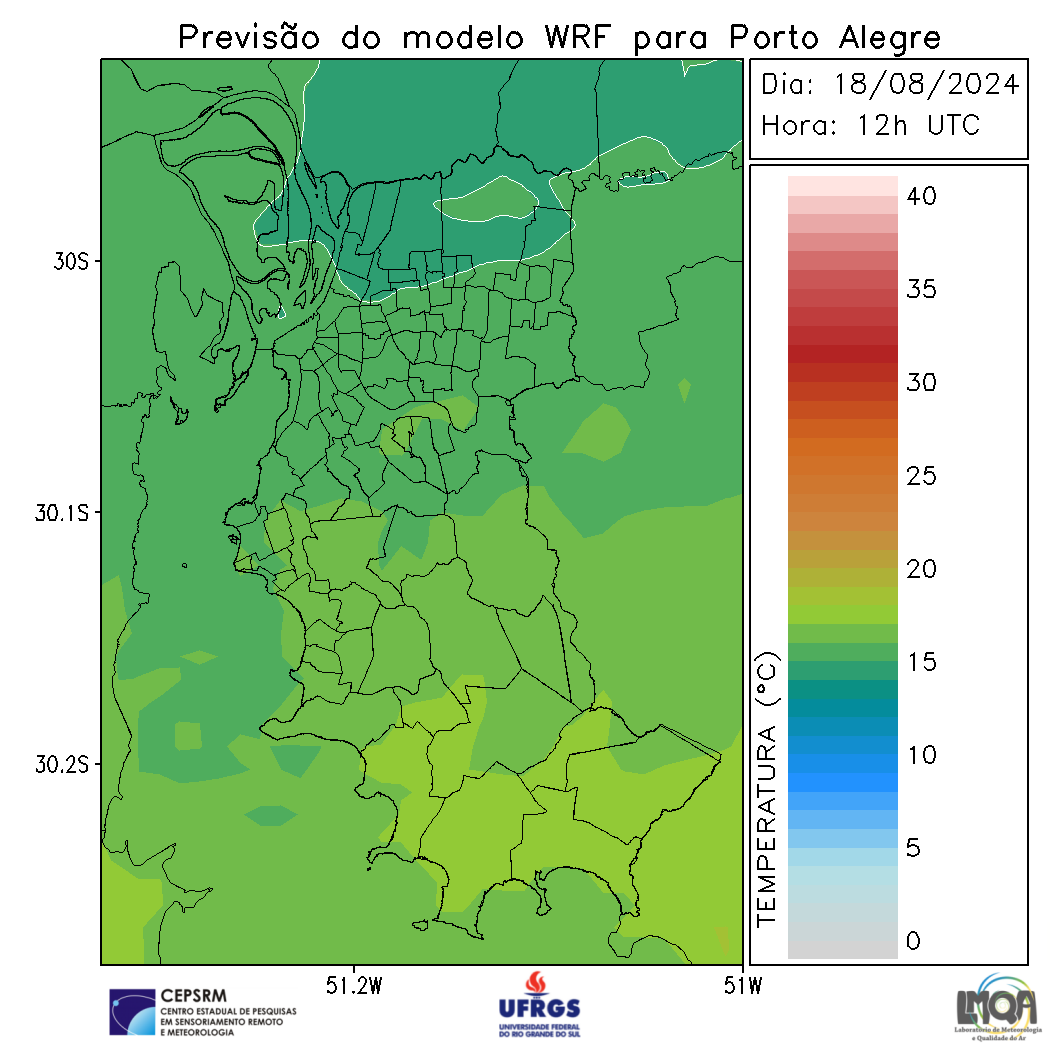 Previsão do modelo WRF para Porto Alegre
Dia: 18/08/2024
Hora: 12h UTC
40
35
30
25
20
15
10
5
0
TEMPERATURA (°C)
30S
30.1S
30.2S
51.2W
51W
CEPSRM
CENTRO ESTADUAL DE PESQUISAS
EM SENSORIAMENTO REMOTO
E METEOROLOGIA
UFRGS
UNIVERSIDADE FEDERAL
DO RIO GRANDE DO SUL
LMQA
Laboratório de Meteorologia
e Qualidade do Ar